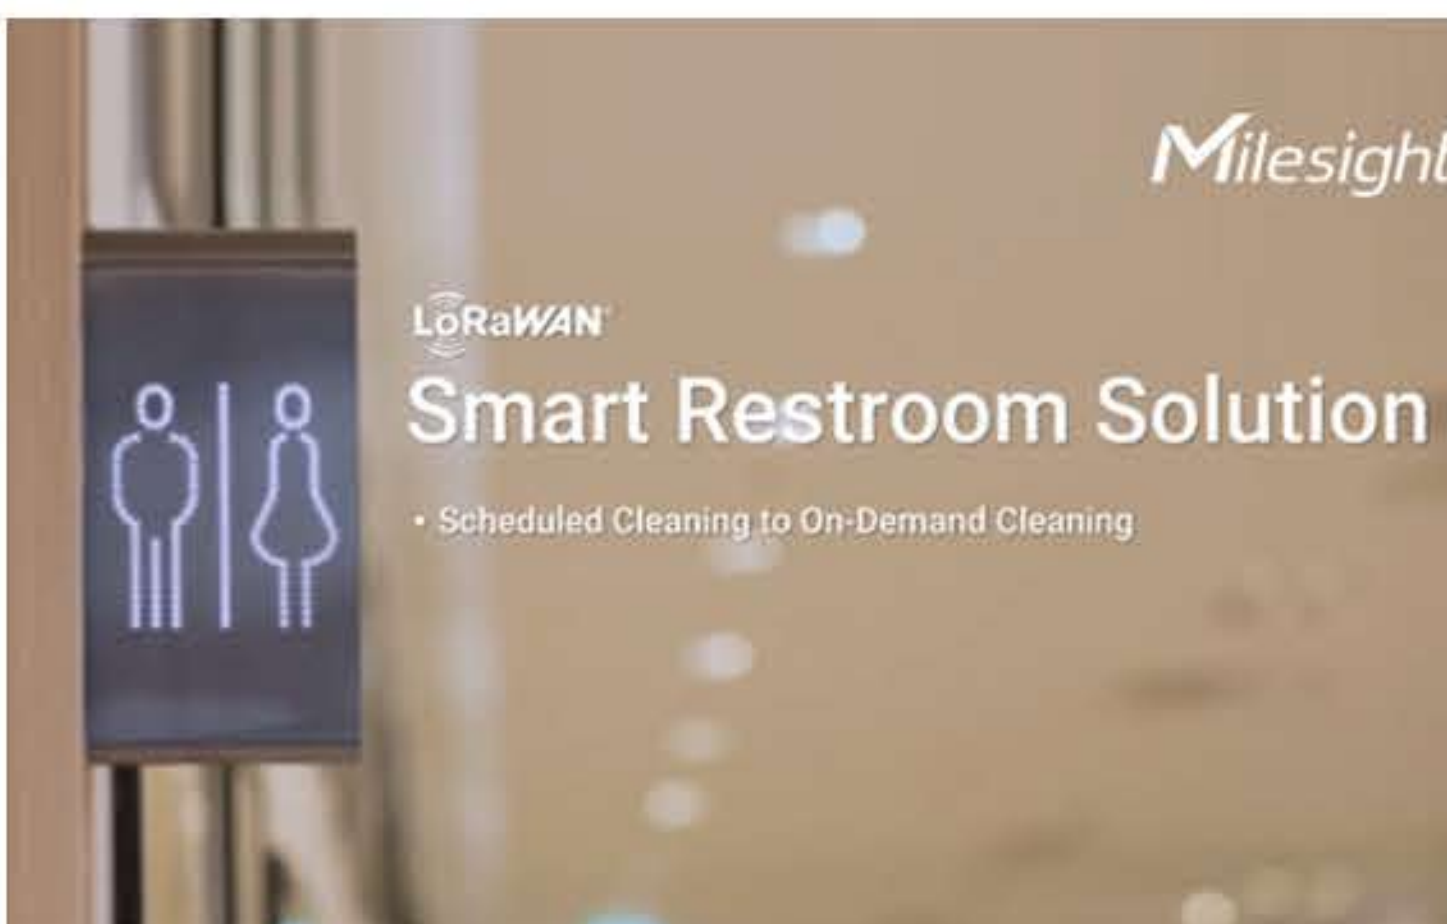 Milesight
LoRaWAN
Smart Restroom Solution
• Scheduled Cleaning to On-Demand Cleaning